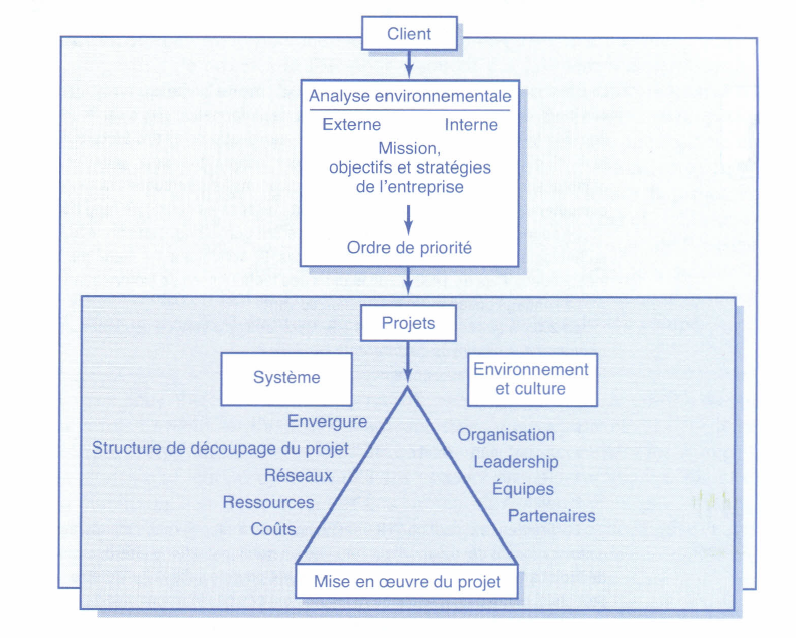 Client
Analyse environnementale
Externe Interne
Mission,
objectifs et stratégies
de l'entreprise
Ordre de priorité
Projets
Système
Environnement
et culture
Envergure
Structure de découpage du projet
Réseaux
Ressources
Coûts
Organisation
Leadership
Équipes
Partenaires
Mise en œuvre du projet